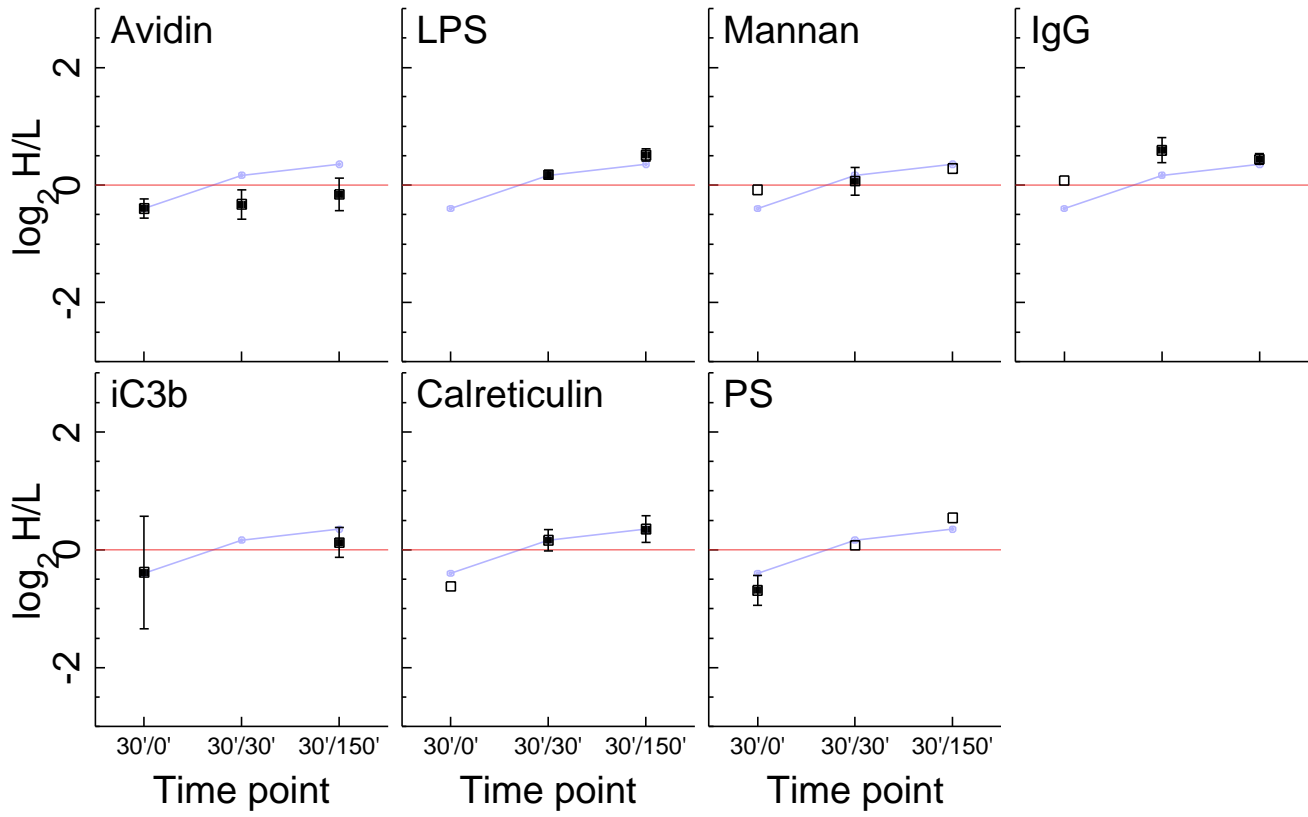 Avidin LPS Mannan IgG
2
0
-2
log2 H/L
iC3b Calreticulin PS
2
0
-2
log2 H/L
30'/0' 30'/30' 30'/150' 30'/0' 30'/30' 30'/150' 30'/0' 30'/30' 30'/150'
Time point Time point Time point